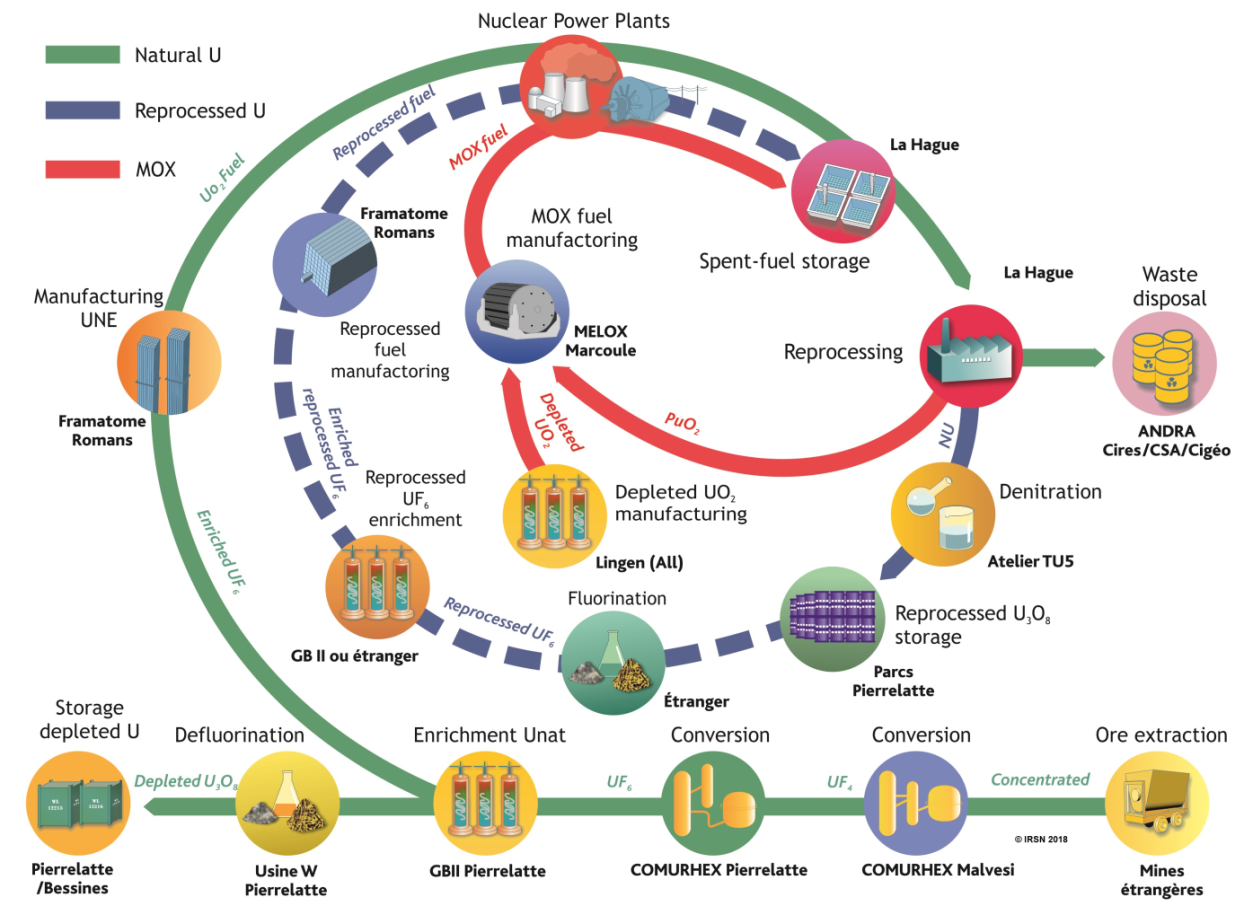 Nuclear Power Plants
Natural U
Reprocessed U
MOX
Reprocessed fuel
MOX fuel
Uo₂Fuel
La Hague
Framatome
Romans
MOX fuel
manufactoring
Spent-fuel storage
La Hague
Waste
disposal
Manufacturing
UNE
Reprocessed
fuel
manufactoring
MELOX
Marcoule
Reprocessing
Framatome
Romans
Enriched
reprocessed UF₆
Depleted
UO₂
PuO₂
NU
ANDRA
Cires/CSA/Cigéo
Reprocessed
UF₆
enrichment
Depleted UO₂
manufacturing
Denitration
Enriched UF₆
Lingen (All)
Atelier TU5
Fluorination
Reprocessed UF₆
Reprocessed U₃O₈
storage
GB II ou étranger
Étranger
Parcs
Pierrelatte
Storage
depleted U
Defluorination
Enrichment Unat
Conversion
Conversion
Ore extraction
Depleted U₃O₈
UF₆
UF₄
Concentrated
WL
13215
WL
13216
© IRSN 2018
Pierrelatte
/Bessines
Usine W
Pierrelatte
GBII Pierrelatte
COMURHEX Pierrelatte
COMURHEX Malvesi
Mines
étrangères